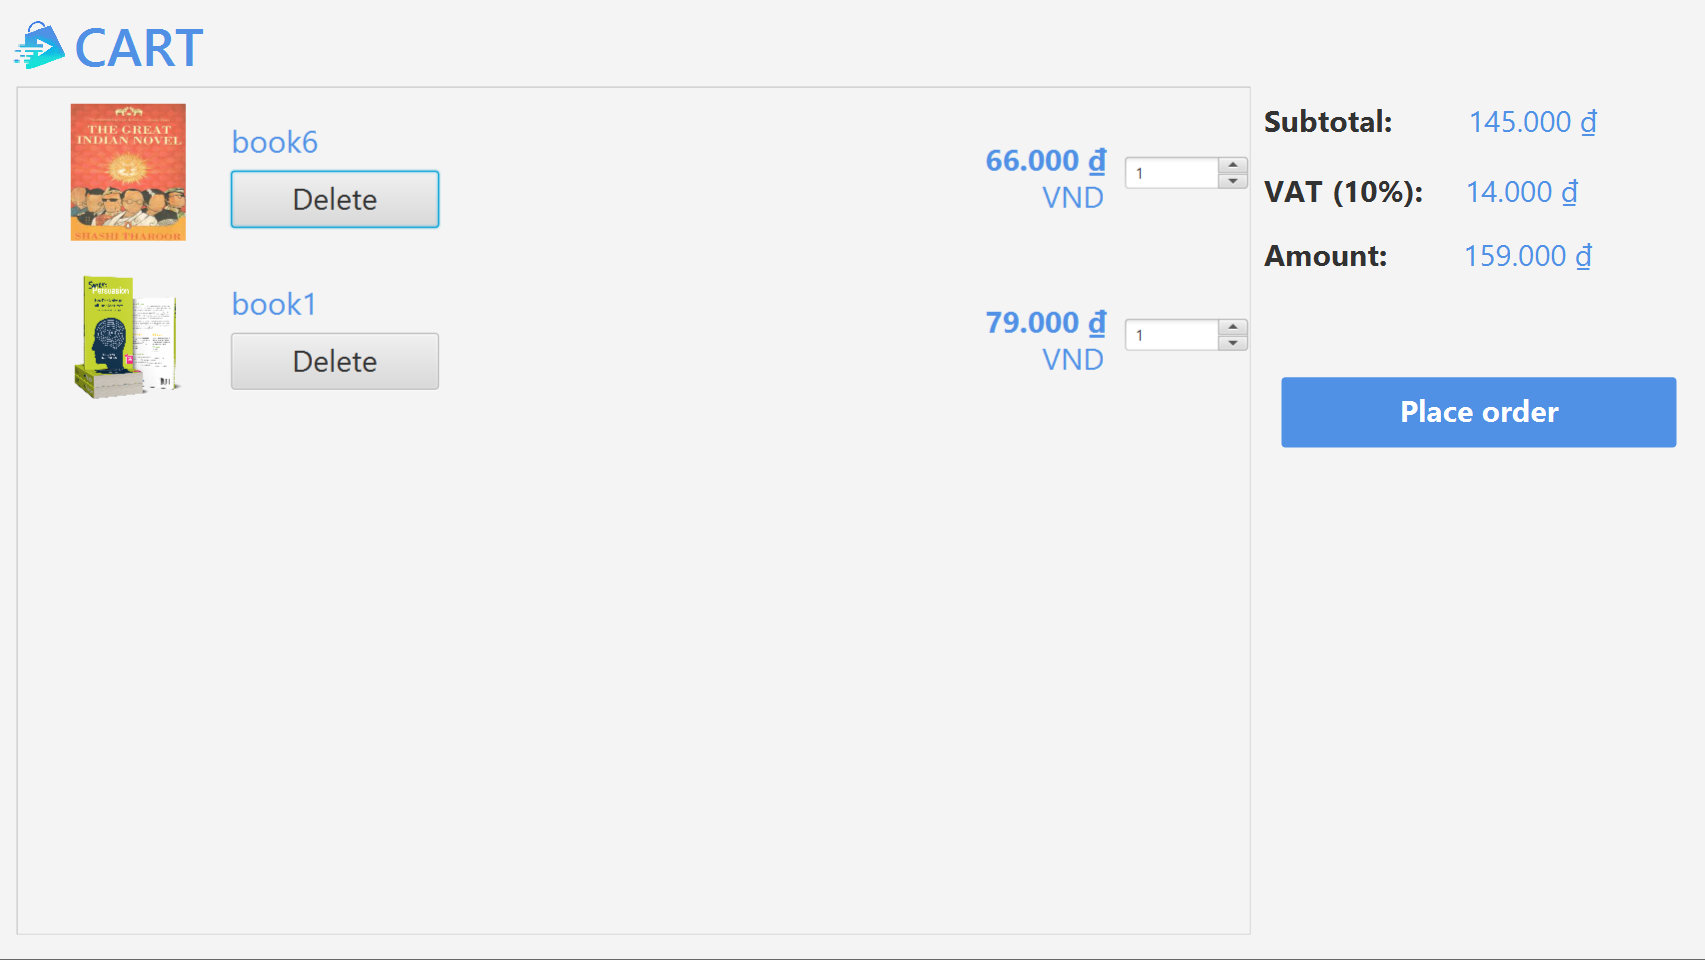 CART
THE GREAT
INDIAN NOVEL
SHASHI THAROOR
book6
Delete
66.000 ₫
VND
1
Persuasion
book1
Delete
79.000 ₫
VND
1
Subtotal: 145.000 ₫
VAT (10%): 14.000 ₫
Amount: 159.000 ₫
Place order